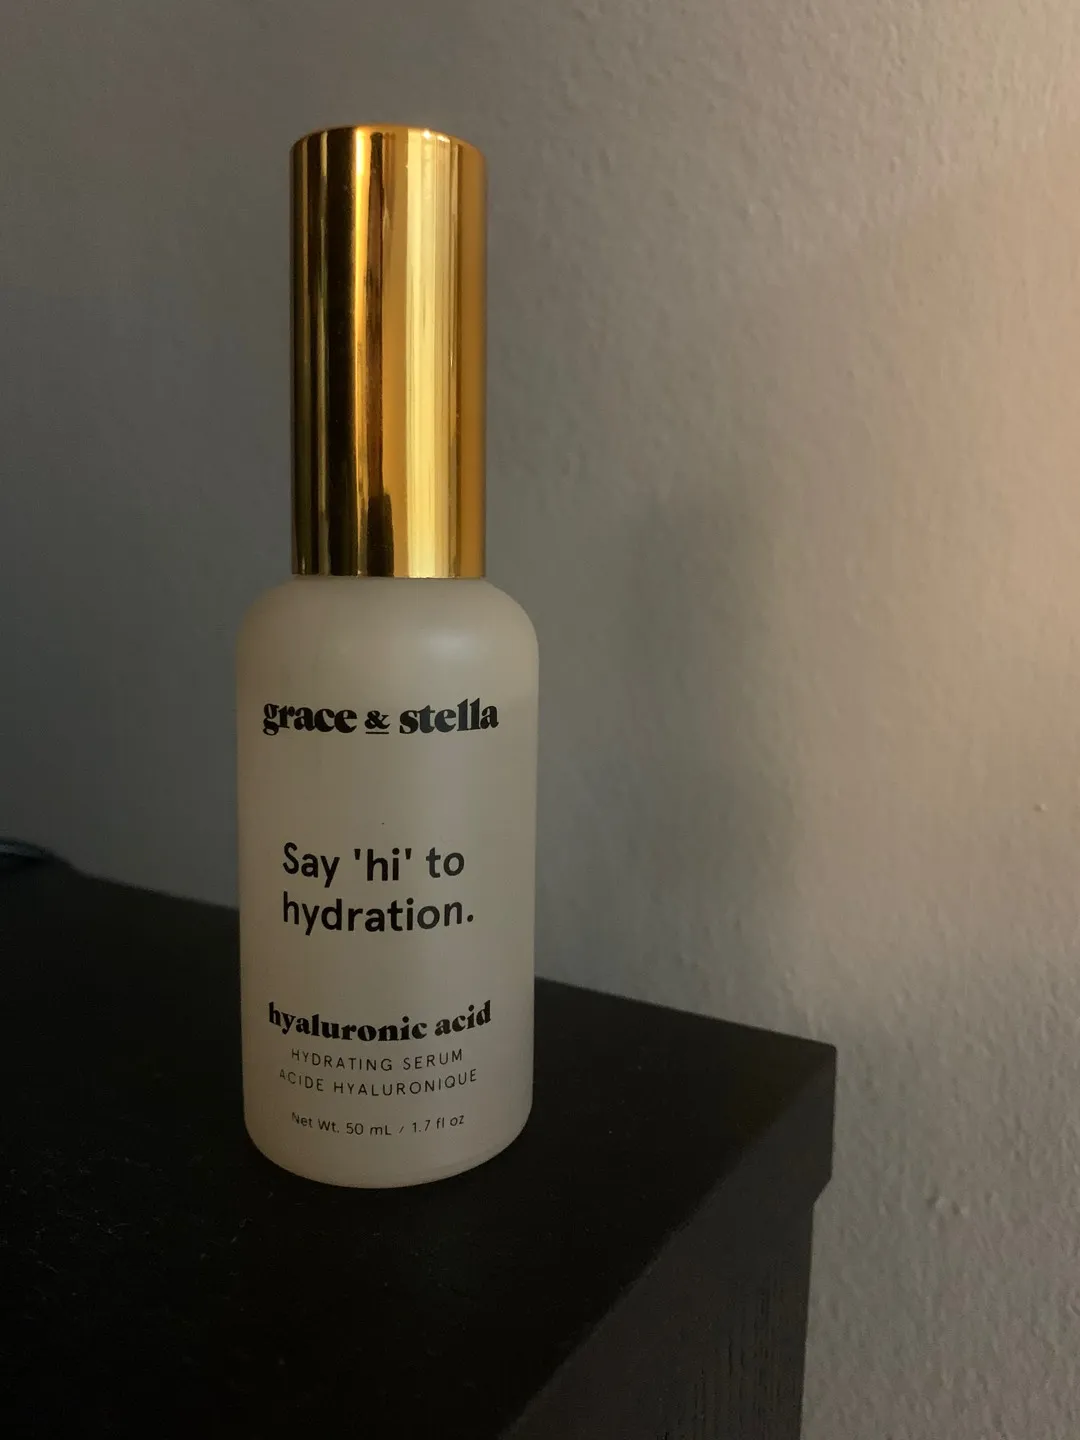 grace & stella
Say 'hi' to
hydration.
hyaluronic acid
HYDRATING SERUM
ACIDE HYALURONIQUE
Net Wt. 50 mL / 1.7 fl oz